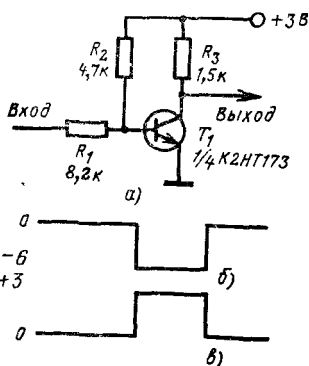 +3 В
R2
4,7к
R3
1,5к
Вход
Выход
R1
8,2к
T1
1/4 К2НТ173
а)
0
-6
б)
+3
0
в)